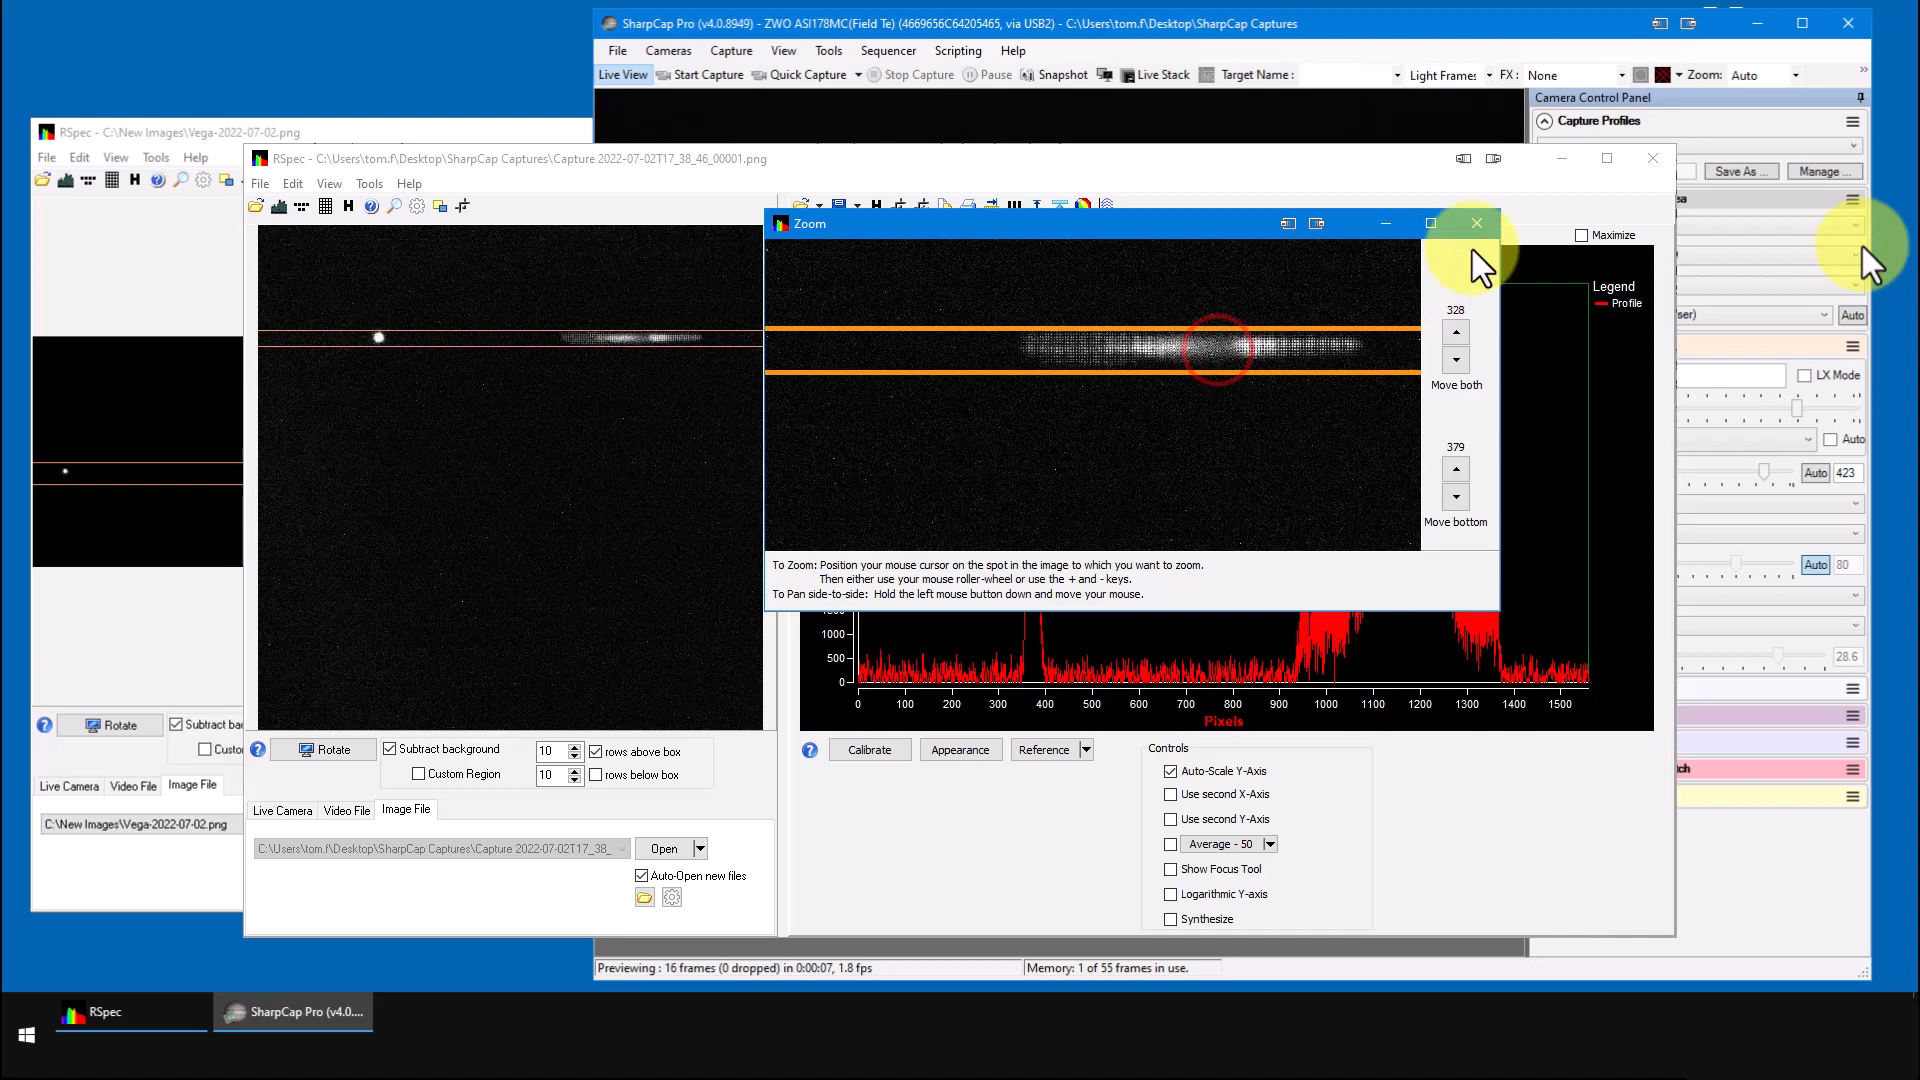 SharpCap Pro (v4.0.8949) - ZWO ASI178MC(Field Te) (4669656C64205465, via USB2) - C:\Users\tom.f\Desktop\SharpCap Captures
File Cameras Capture View Tools Sequencer Scripting Help
Live View Start Capture Quick Capture Stop Capture Pause Snapshot Live Stack Target Name : Light Frames FX : None Zoom: Auto
Camera Control Panel
Capture Profiles
Save As ... Manage ...
ea
ser) Auto
LX Mode
Auto
Auto 423
Auto 80
28.6
tch
RSpec - C:\New Images\Vega-2022-07-02.png
File Edit View Tools Help
Rotate Subtract bac
Custo
Live Camera Video File Image File
C:\New Images\Vega-2022-07-02.png
RSpec - C:\Users\tom.f\Desktop\SharpCap Captures\Capture 2022-07-02T17_38_46_00001.png
File Edit View Tools Help
Maximize
Legend
Profile
Zoom
328
Move both
379
Move bottom
To Zoom: Position your mouse cursor on the spot in the image to which you want to zoom.
Then either use your mouse roller-wheel or use the + and - keys.
To Pan side-to-side: Hold the left mouse button down and move your mouse.
1000
500
0
0 100 200 300 400 500 600 700 800 900 1000 1100 1200 1300 1400 1500
Pixels
Rotate Subtract background 10 rows above box
Custom Region 10 rows below box
Live Camera Video File Image File
C:\Users\tom.f\Desktop\SharpCap Captures\Capture 2022-07-02T17_38_ Open
Auto-Open new files
Calibrate Appearance Reference
Controls
Auto-Scale Y-Axis
Use second X-Axis
Use second Y-Axis
Average - 50
Show Focus Tool
Logarithmic Y-axis
Synthesize
Previewing : 16 frames (0 dropped) in 0:00:07, 1.8 fps Memory: 1 of 55 frames in use.
RSpec SharpCap Pro (v4.0....